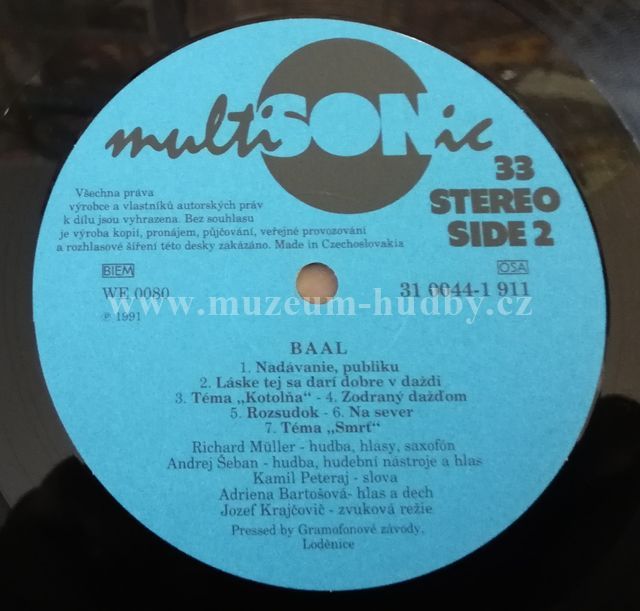 multiSONic
33
STEREO
SIDE 2
Všechna práva
výrobce a vlastníků autorských práv
k dílu jsou vyhrazena. Bez souhlasu
je výroba kopií, pronájem, půjčování, veřejné provozování
a rozhlasové šíření této desky zakázáno. Made in Czechoslovakia
BIEM
OSA
WE 0080
31 0044-1 911
www.muzeum-hudby.cz
℗ 1991
BAAL
1. Nadávanie, publiku
2. Láske tej sa darí dobre v daždi
3. Téma „Kotolňa“ - 4. Zodraný dažďom
5. Rozsudok - 6. Na sever
7. Téma „Smrť“
Richard Müller - hudba, hlasy, saxofón
Andrej Šeban - hudba, hudební nástroje a hlas
Kamil Peteraj - slova
Adriena Bartošová- hlas a dech
Jozef Krajčovič - zvuková režie
Pressed by Gramofonové závody,
Loděnice